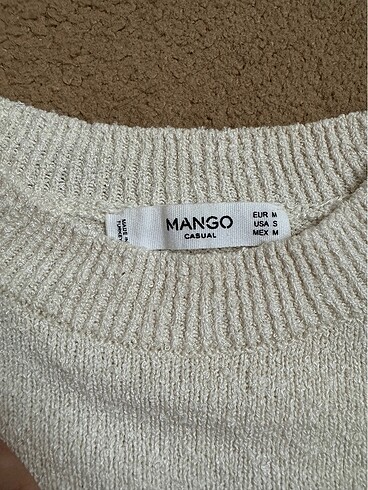 MADE IN
TURKEY
MANGO
CASUAL
EUR M
USA S
MEX M